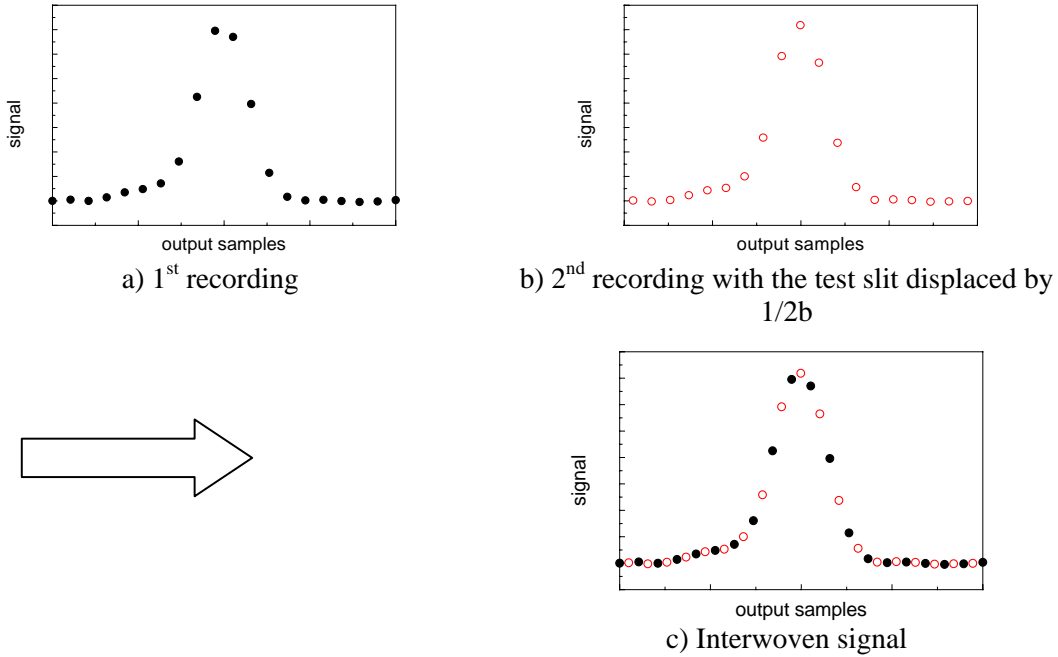 signal
output samples
a) 1st recording
signal
output samples
b) 2nd recording with the test slit displaced by
1/2b
signal
output samples
c) Interwoven signal